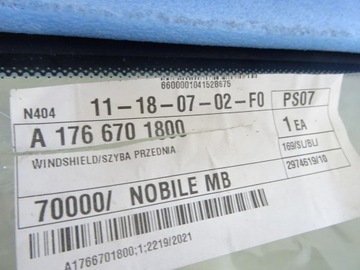 6600001041528675
N404 11-18-07-02-F0 PS07
A 176 670 1800 1 EA
WINDSHIELD/SZYBA PRZEDNIA 169/SL/BL/
70000/ NOBILE MB 2974619/10
A1766701800:1:2219/2021